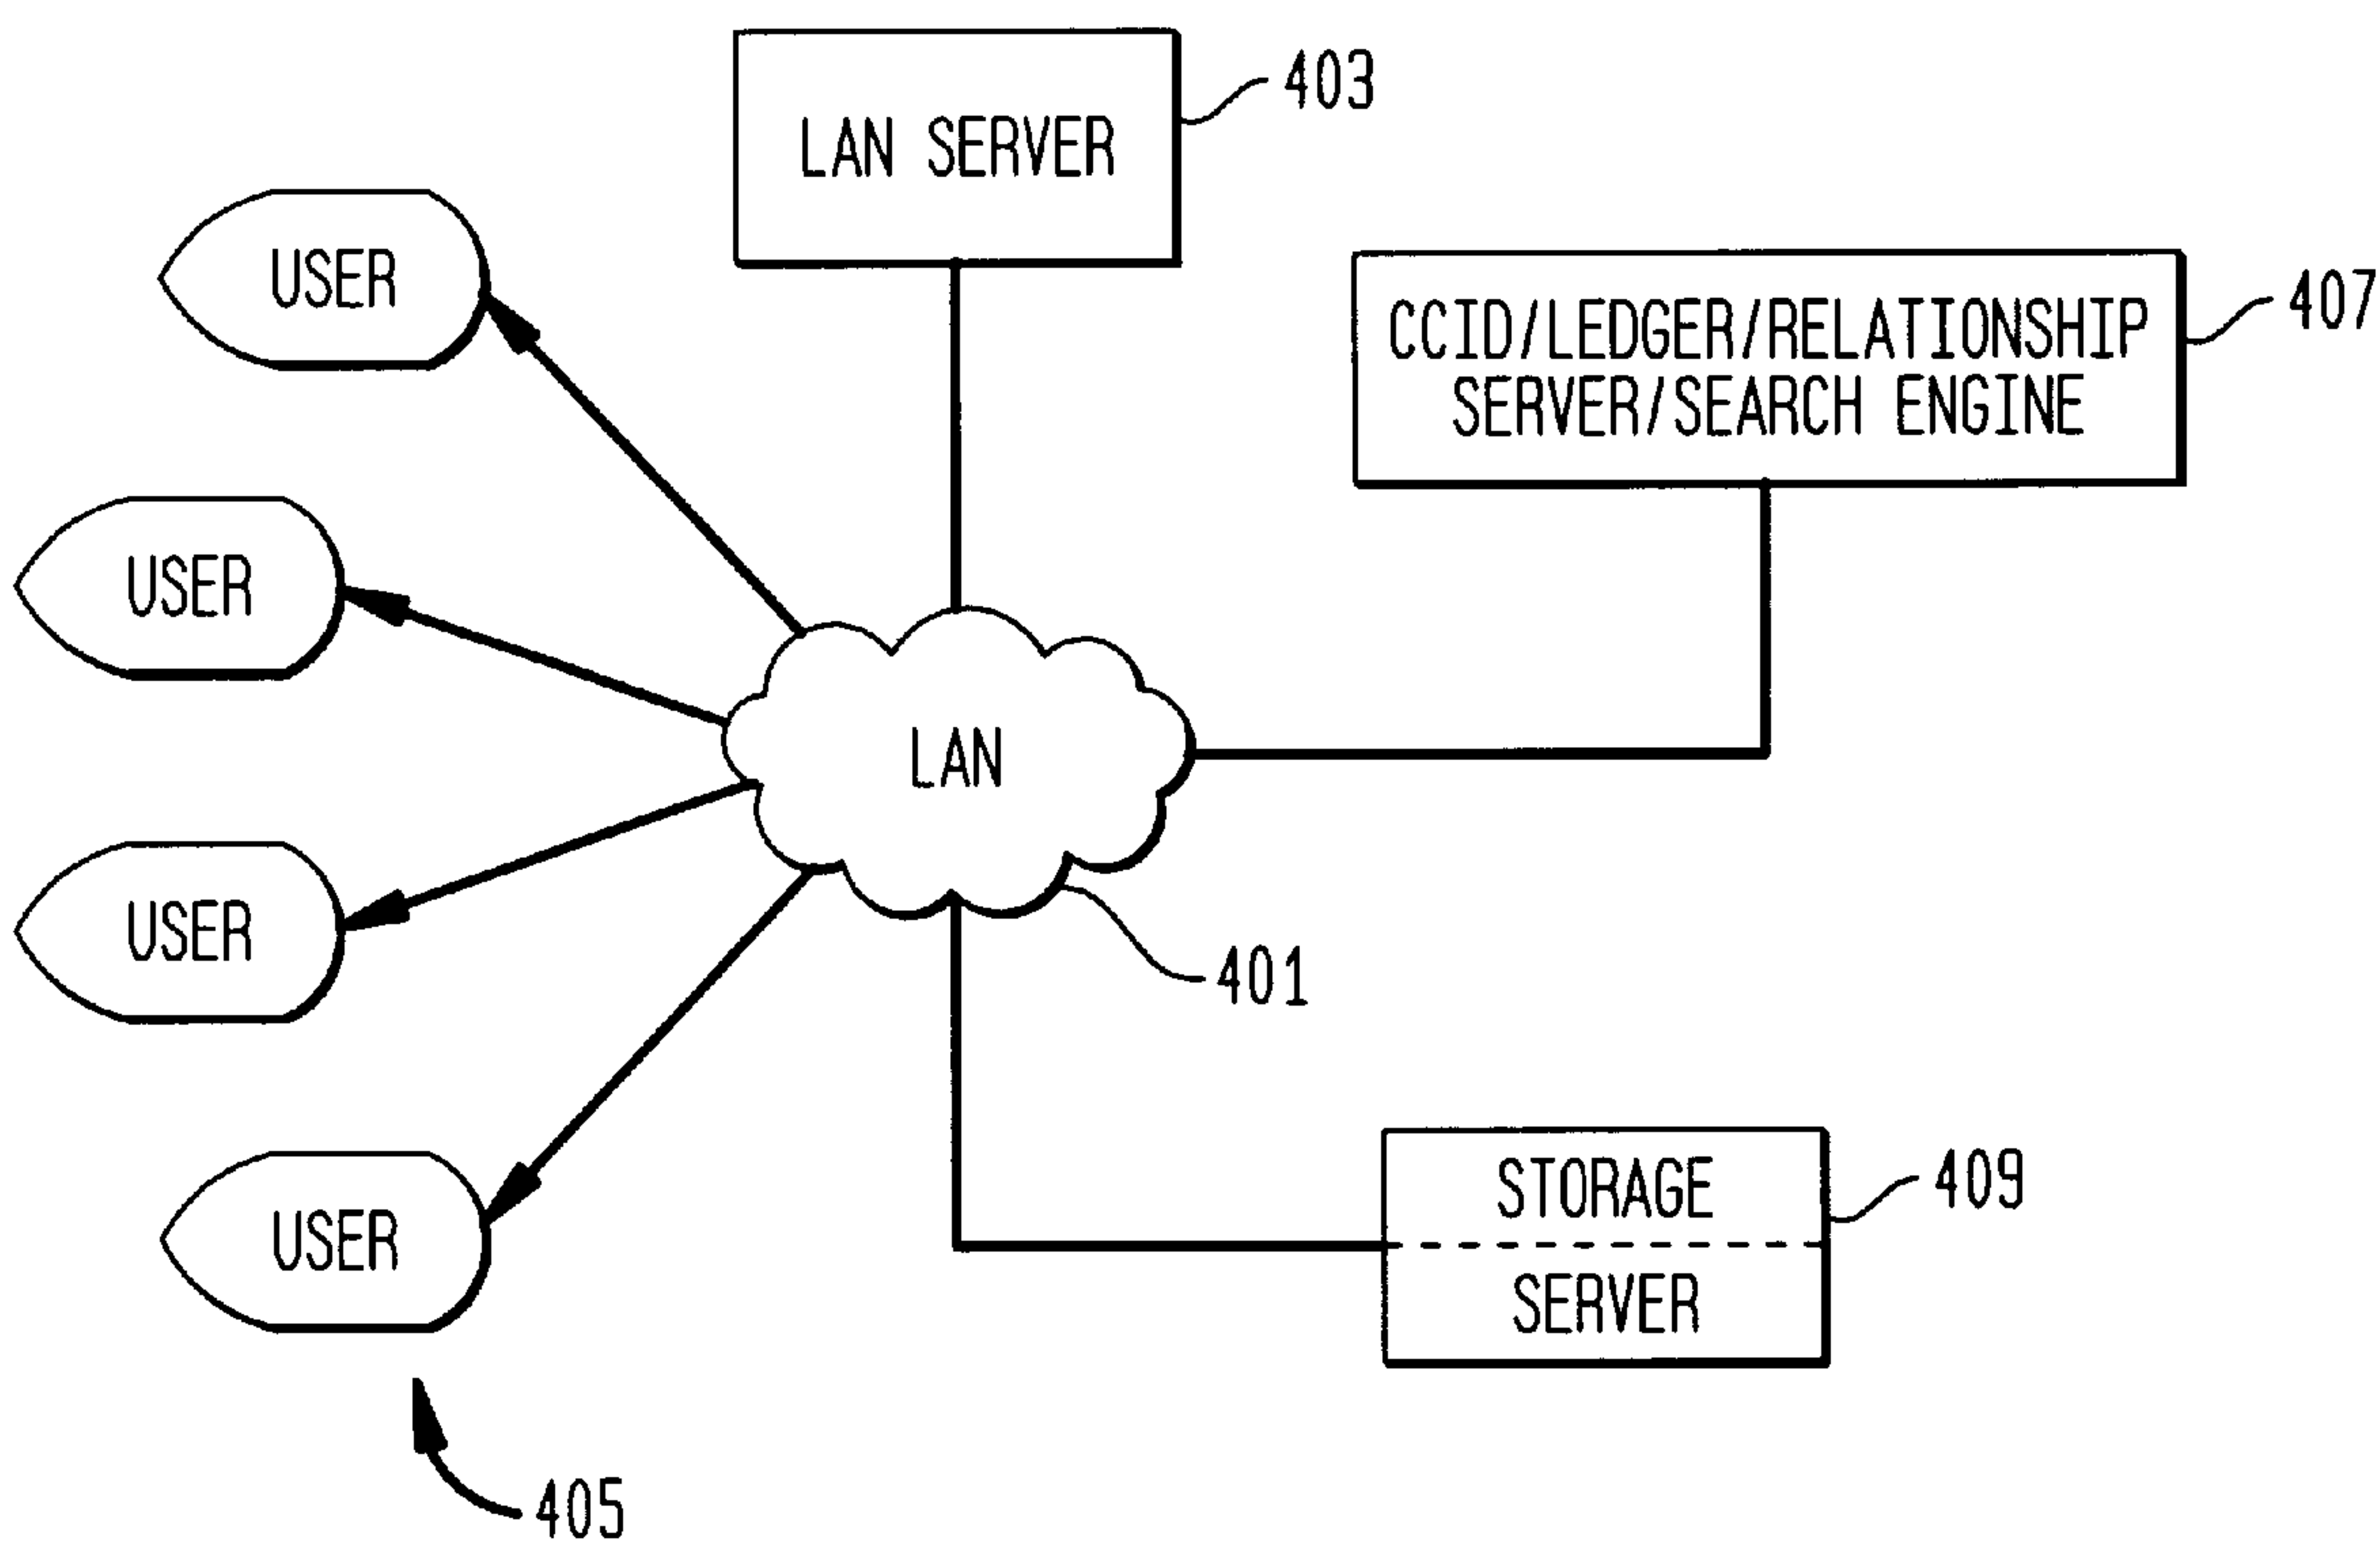 LAN SERVER
403
USER
CCID/LEDGER/RELATIONSHIP
SERVER/SEARCH ENGINE
407
USER
LAN
USER
401
STORAGE
409
USER
SERVER
405